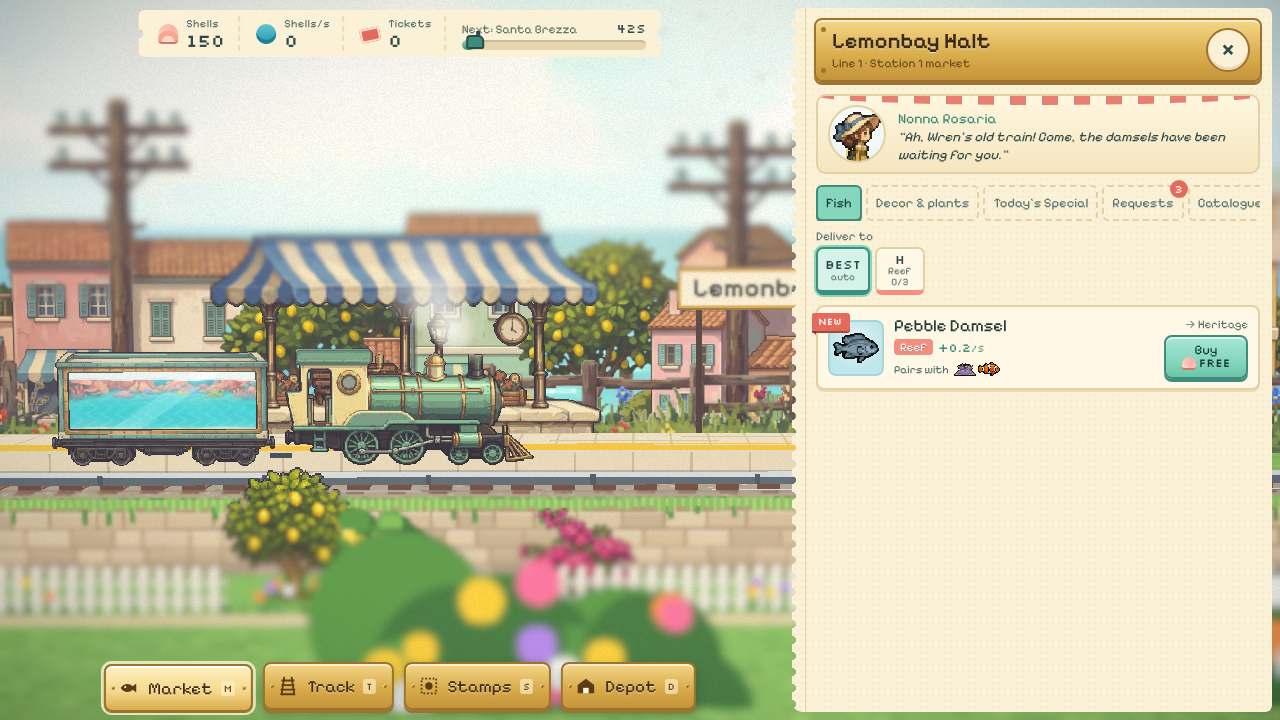 Shells
150
Shells/s
0
Tickets
0
Next: Santa Brezza 42s
Lemonbay Halt
Line 1 · Station 1 market
Nonna Rosaria
"Ah, Wren's old train! Come, the damsels have been
waiting for you."
Fish
Decor & plants
Today's Special
Requests
3
Catalogue
Deliver to
BEST
auto
H
Reef
0/3
NEW
Pebble Damsel
Reef +0.2/s
Pairs with
→ Heritage
Buy
FREE
Lemonb
Market M
Track T
Stamps S
Depot D